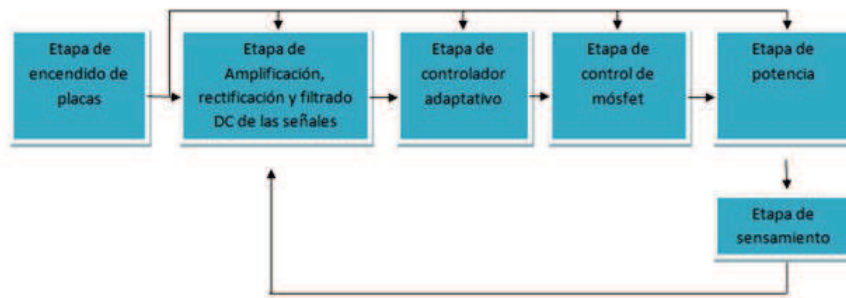 Etapa de
encendido de
placas
Etapa de
Amplificación,
rectificación y filtrado
DC de las señales
Etapa de
controlador
adaptativo
Etapa de
control de
mósfet
Etapa de
potencia
Etapa de
sensamiento